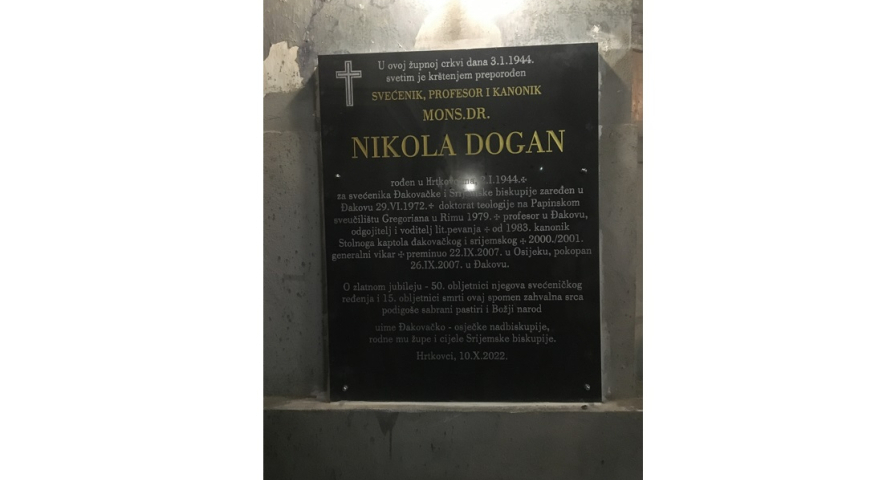 U ovoj župnoj crkvi dana 3.1.1944.
svetim je krštenjem preporođen
SVEĆENIK, PROFESOR I KANONIK
MONS.DR.
NIKOLA DOGAN
rođen u 1944.✢
za svećenika Đakovačke i Srijemske biskupije zaređen u
Đakovu 29.VI.1972.✢ doktorat teologije na Papinskom
sveučilištu Gregoriana u Rimu 1979.✢ profesor u Đakovu,
odgojitelj i voditelj lit.pevanja ✢ od 1983. kanonik
Stolnoga kaptola đakovačkog i srijemskog ✢ 2000./2001.
generalni vikar ✢ preminuo 22.IX.2007. u Osijeku, pokopan
26.IX.2007. u Đakovu.
O zlatnom jubileju - 50. obljetnici njegova svećeničkog
ređenja i 15. obljetnici smrti ovaj spomen zahvalna srca
podigoše sabrani pastiri i Božji narod
uime Đakovačko - osječke nadbiskupije,
rodne mu župe i cijele Srijemske biskupije.
Hrtkovci, 10.X.2022.